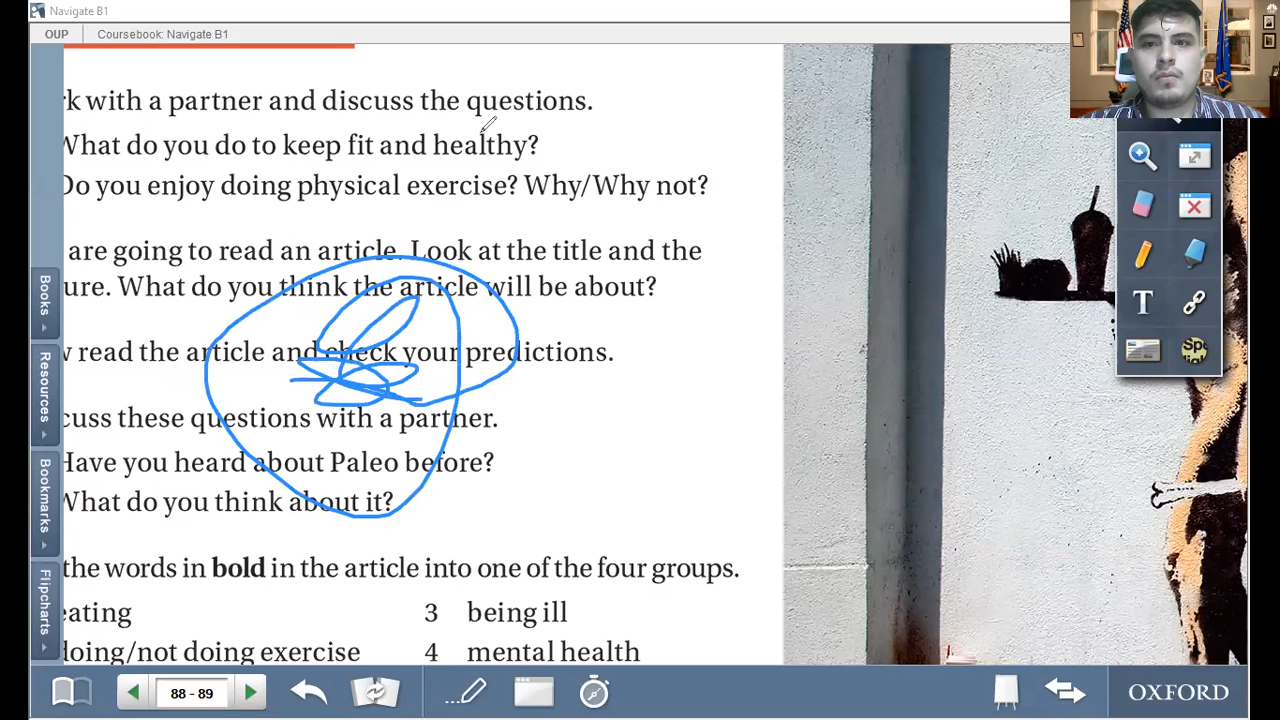 Navigate B1
OUP Coursebook: Navigate B1
rk with a partner and discuss the questions.
What do you do to keep fit and healthy?
Do you enjoy doing physical exercise? Why/Why not?
are going to read an article. Look at the title and the
ure. What do you think the article will be about?
w read the article and check your predictions.
cuss these questions with a partner.
Have you heard about Paleo before?
What do you think about it?
the words in bold in the article into one of the four groups.
eating 3 being ill
doing/not doing exercise 4 mental health
Books
Resources
Bookmarks
Flipcharts
T
88 - 89
OXFORD